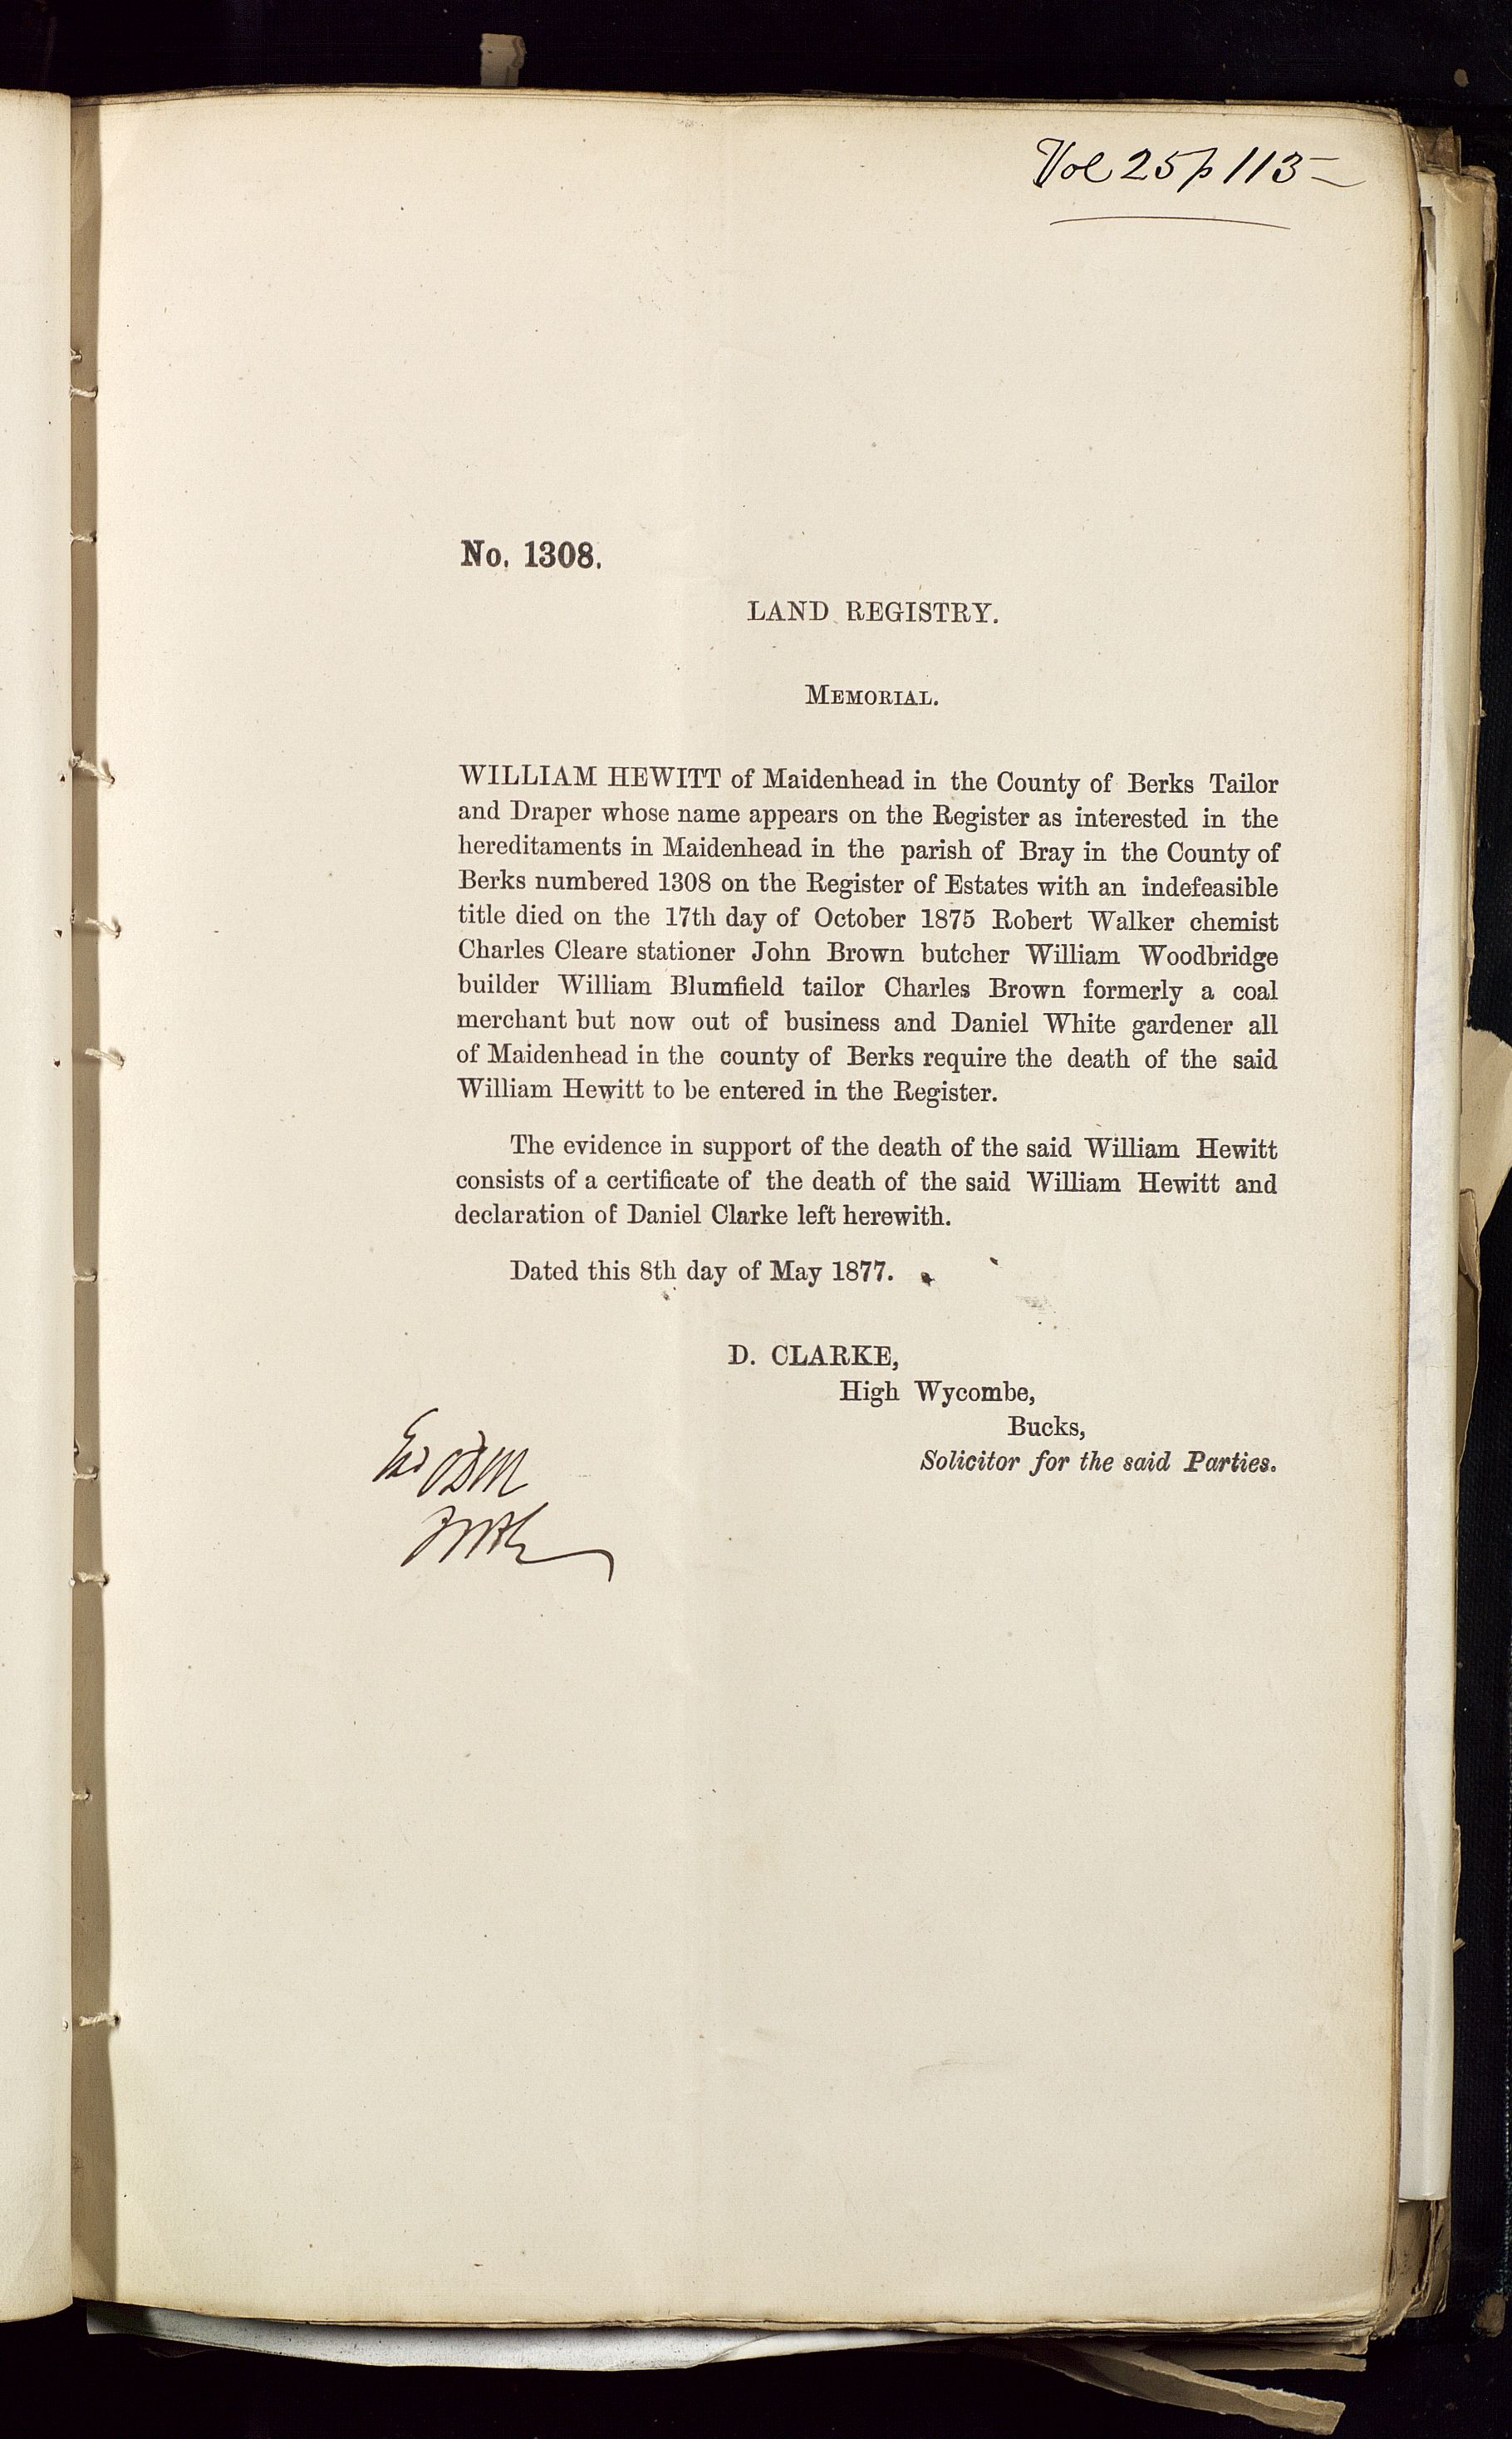 Vol 25 p 113
No. 1308.
LAND REGISTRY.
MEMORIAL.
WILLIAM HEWITT of Maidenhead in the County of Berks Tailor
and Draper whose name appears on the Register as interested in the
hereditaments in Maidenhead in the parish of Bray in the County of
Berks numbered 1308 on the Register of Estates with an indefeasible
title died on the 17th day of October 1875 Robert Walker chemist
Charles Cleare stationer John Brown butcher William Woodbridge
builder William Blumfield tailor Charles Brown formerly a coal
merchant but now out of business and Daniel White gardener all
of Maidenhead in the county of Berks require the death of the said
William Hewitt to be entered in the Register.
The evidence in support of the death of the said William Hewitt
consists of a certificate of the death of the said William Hewitt and
declaration of Daniel Clarke left herewith.
Dated this 8th day of May 1877.
D. CLARKE,
High Wycombe,
Bucks,
Solicitor for the said Parties.